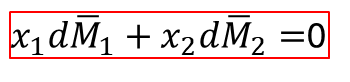 x₁dM̅₁ + x₂dM̅₂ =0